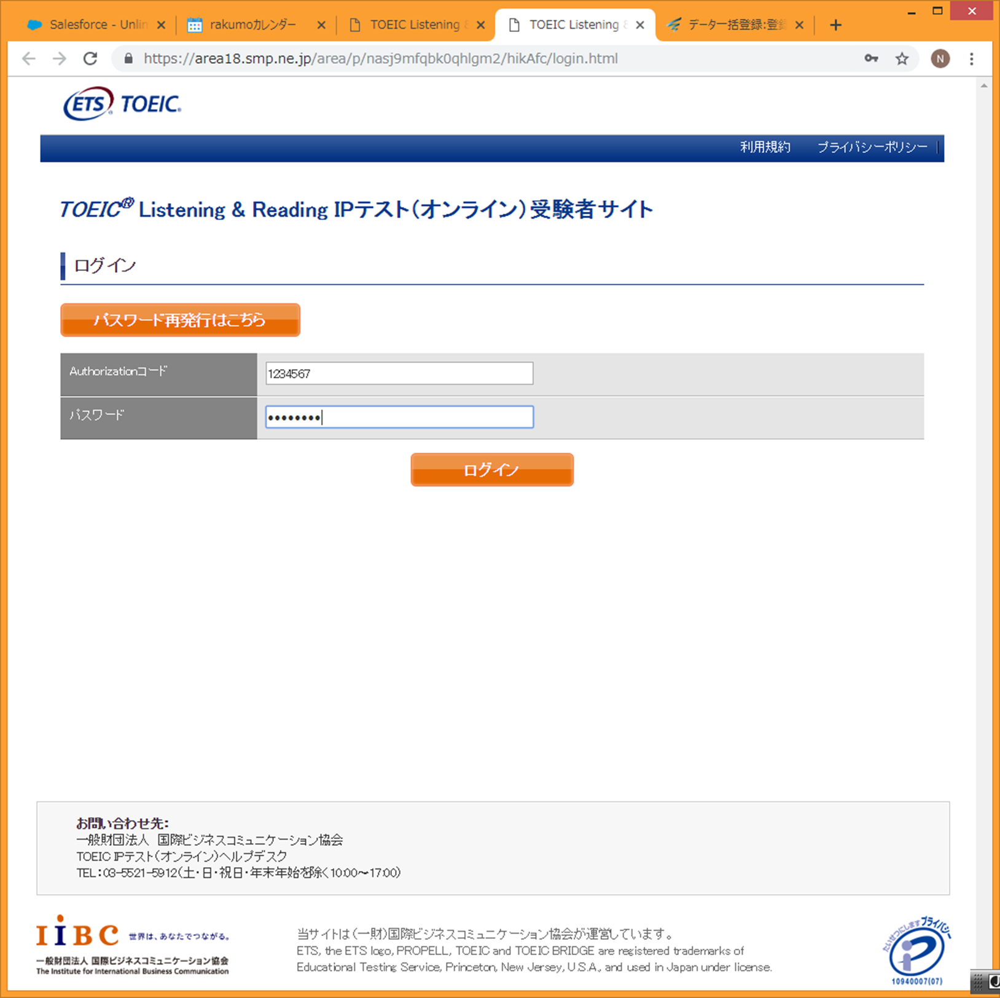 Salesforce - Unlin
rakumoカレンダー
TOEIC Listening &
TOEIC Listening &
データ一括登録:登録
https://area18.smp.ne.jp/area/p/nasj9mfqbk0qhlgm2/hikAfc/login.html
N
ETS® TOEIC®
利用規約 プライバシーポリシー
TOEIC® Listening & Reading IPテスト(オンライン)受験者サイト
ログイン
パスワード再発行はこちら
Authorizationコード 1234567
パスワード ••••••••
ログイン
お問い合わせ先:
一般財団法人 国際ビジネスコミュニケーション協会
TOEIC IPテスト(オンライン)ヘルプデスク
TEL:03-5521-5912(土・日・祝日・年末年始を除く10:00～17:00)
IIBC 世界は、あなたでつながる。
一般財団法人 国際ビジネスコミュニケーション協会
The Institute for International Business Communication
当サイトは(一財)国際ビジネスコミュニケーション協会が運営しています。
ETS, the ETS logo, PROPELL, TOEIC and TOEIC BRIDGE are registered trademarks of
Educational Testing Service, Princeton, New Jersey, U.S.A., and used in Japan under license.
たいせつにしますプライバシー
10940007(07)